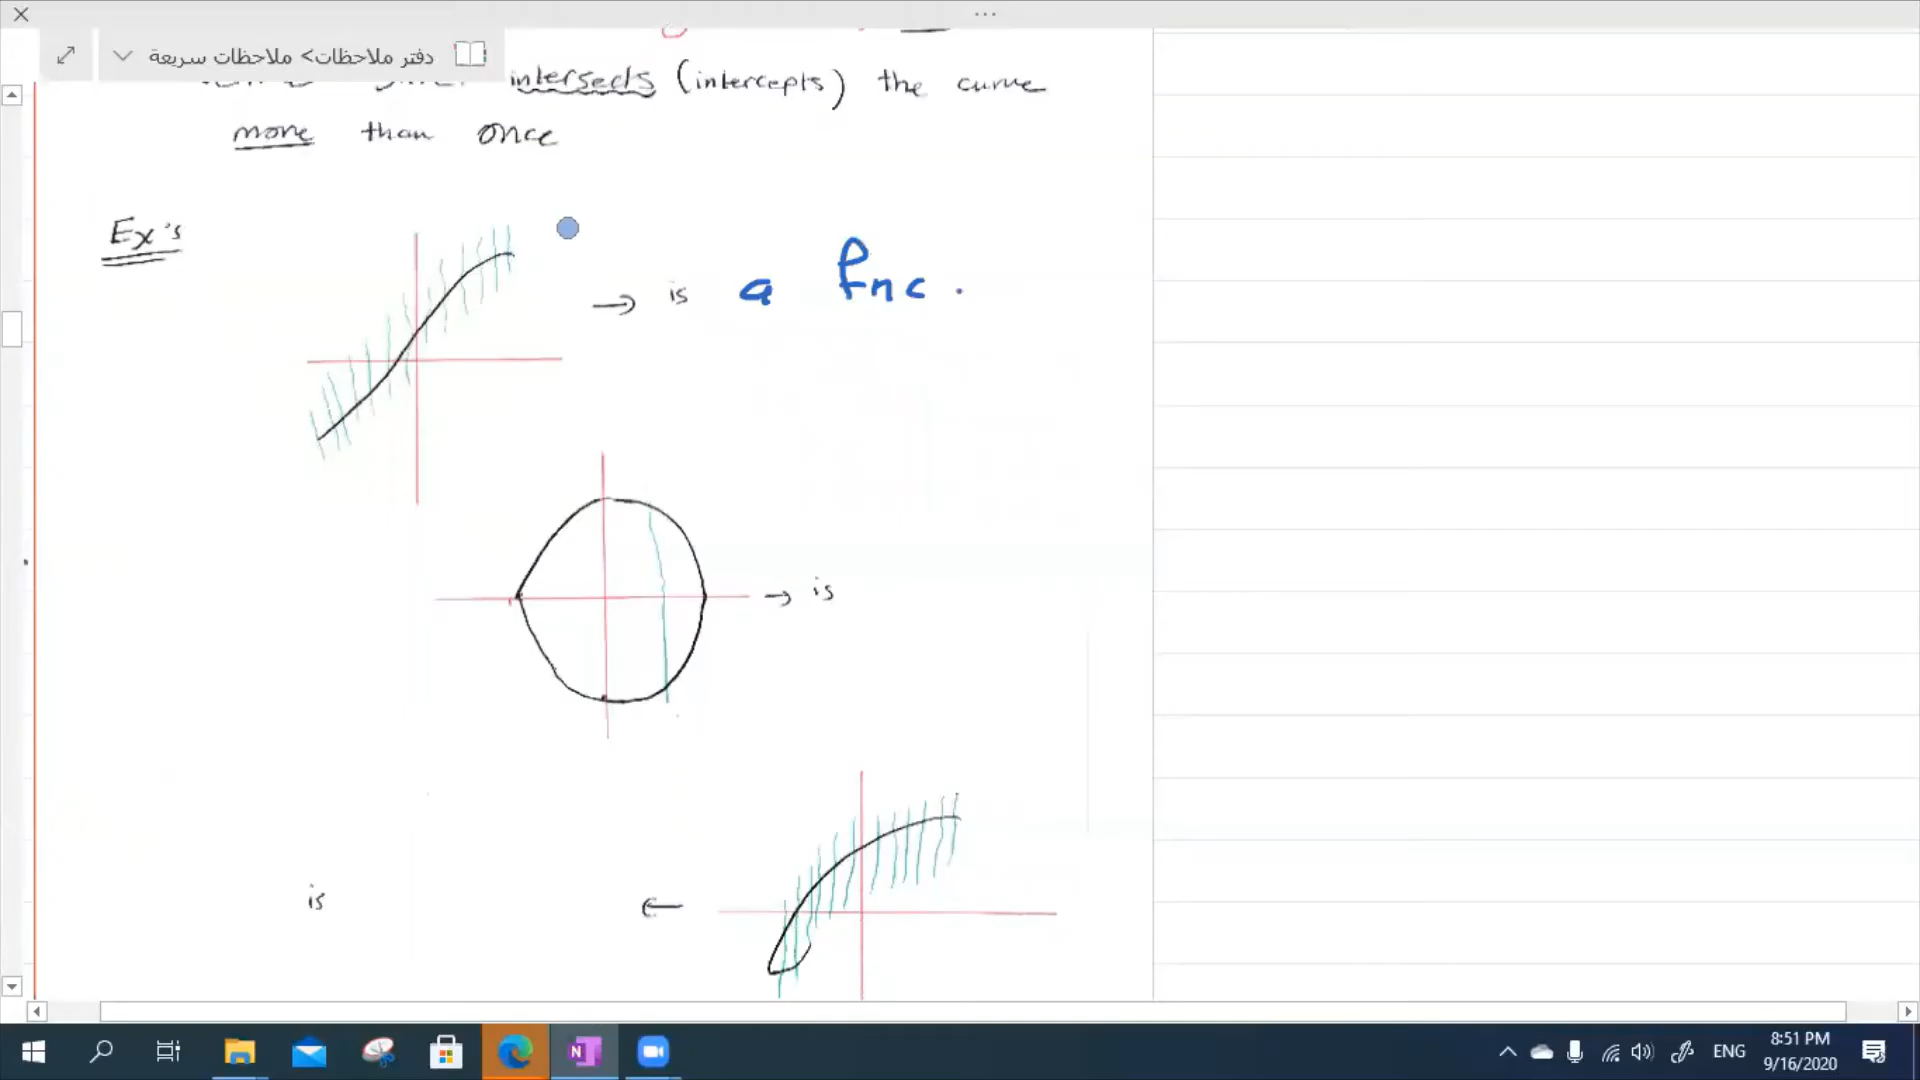 دفتر ملاحظات> ملاحظات سريعة
intersects (intercepts) the curve
more than once
Ex's
→ is a fnc.
→ is
is ←
N
ENG
8:51 PM
9/16/2020